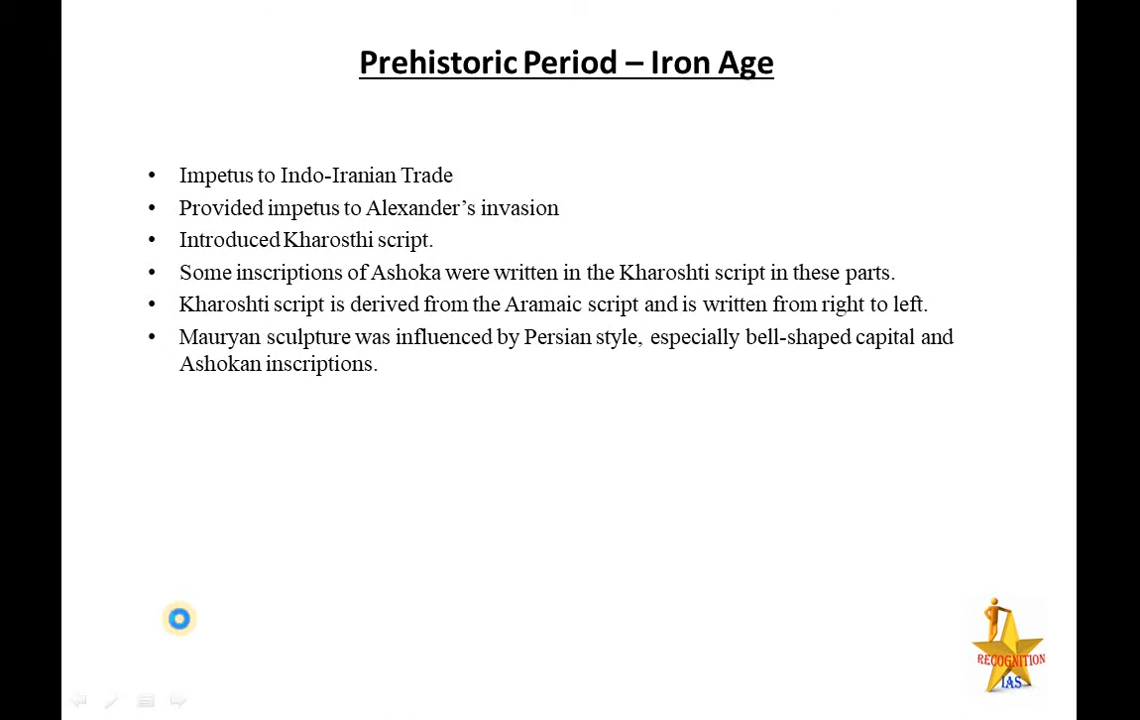 Prehistoric Period – Iron Age
• Impetus to Indo-Iranian Trade
• Provided impetus to Alexander’s invasion
• Introduced Kharosthi script.
• Some inscriptions of Ashoka were written in the Kharoshti script in these parts.
• Kharoshti script is derived from the Aramaic script and is written from right to left.
• Mauryan sculpture was influenced by Persian style, especially bell-shaped capital and
Ashokan inscriptions.
RECOGNITION
IAS